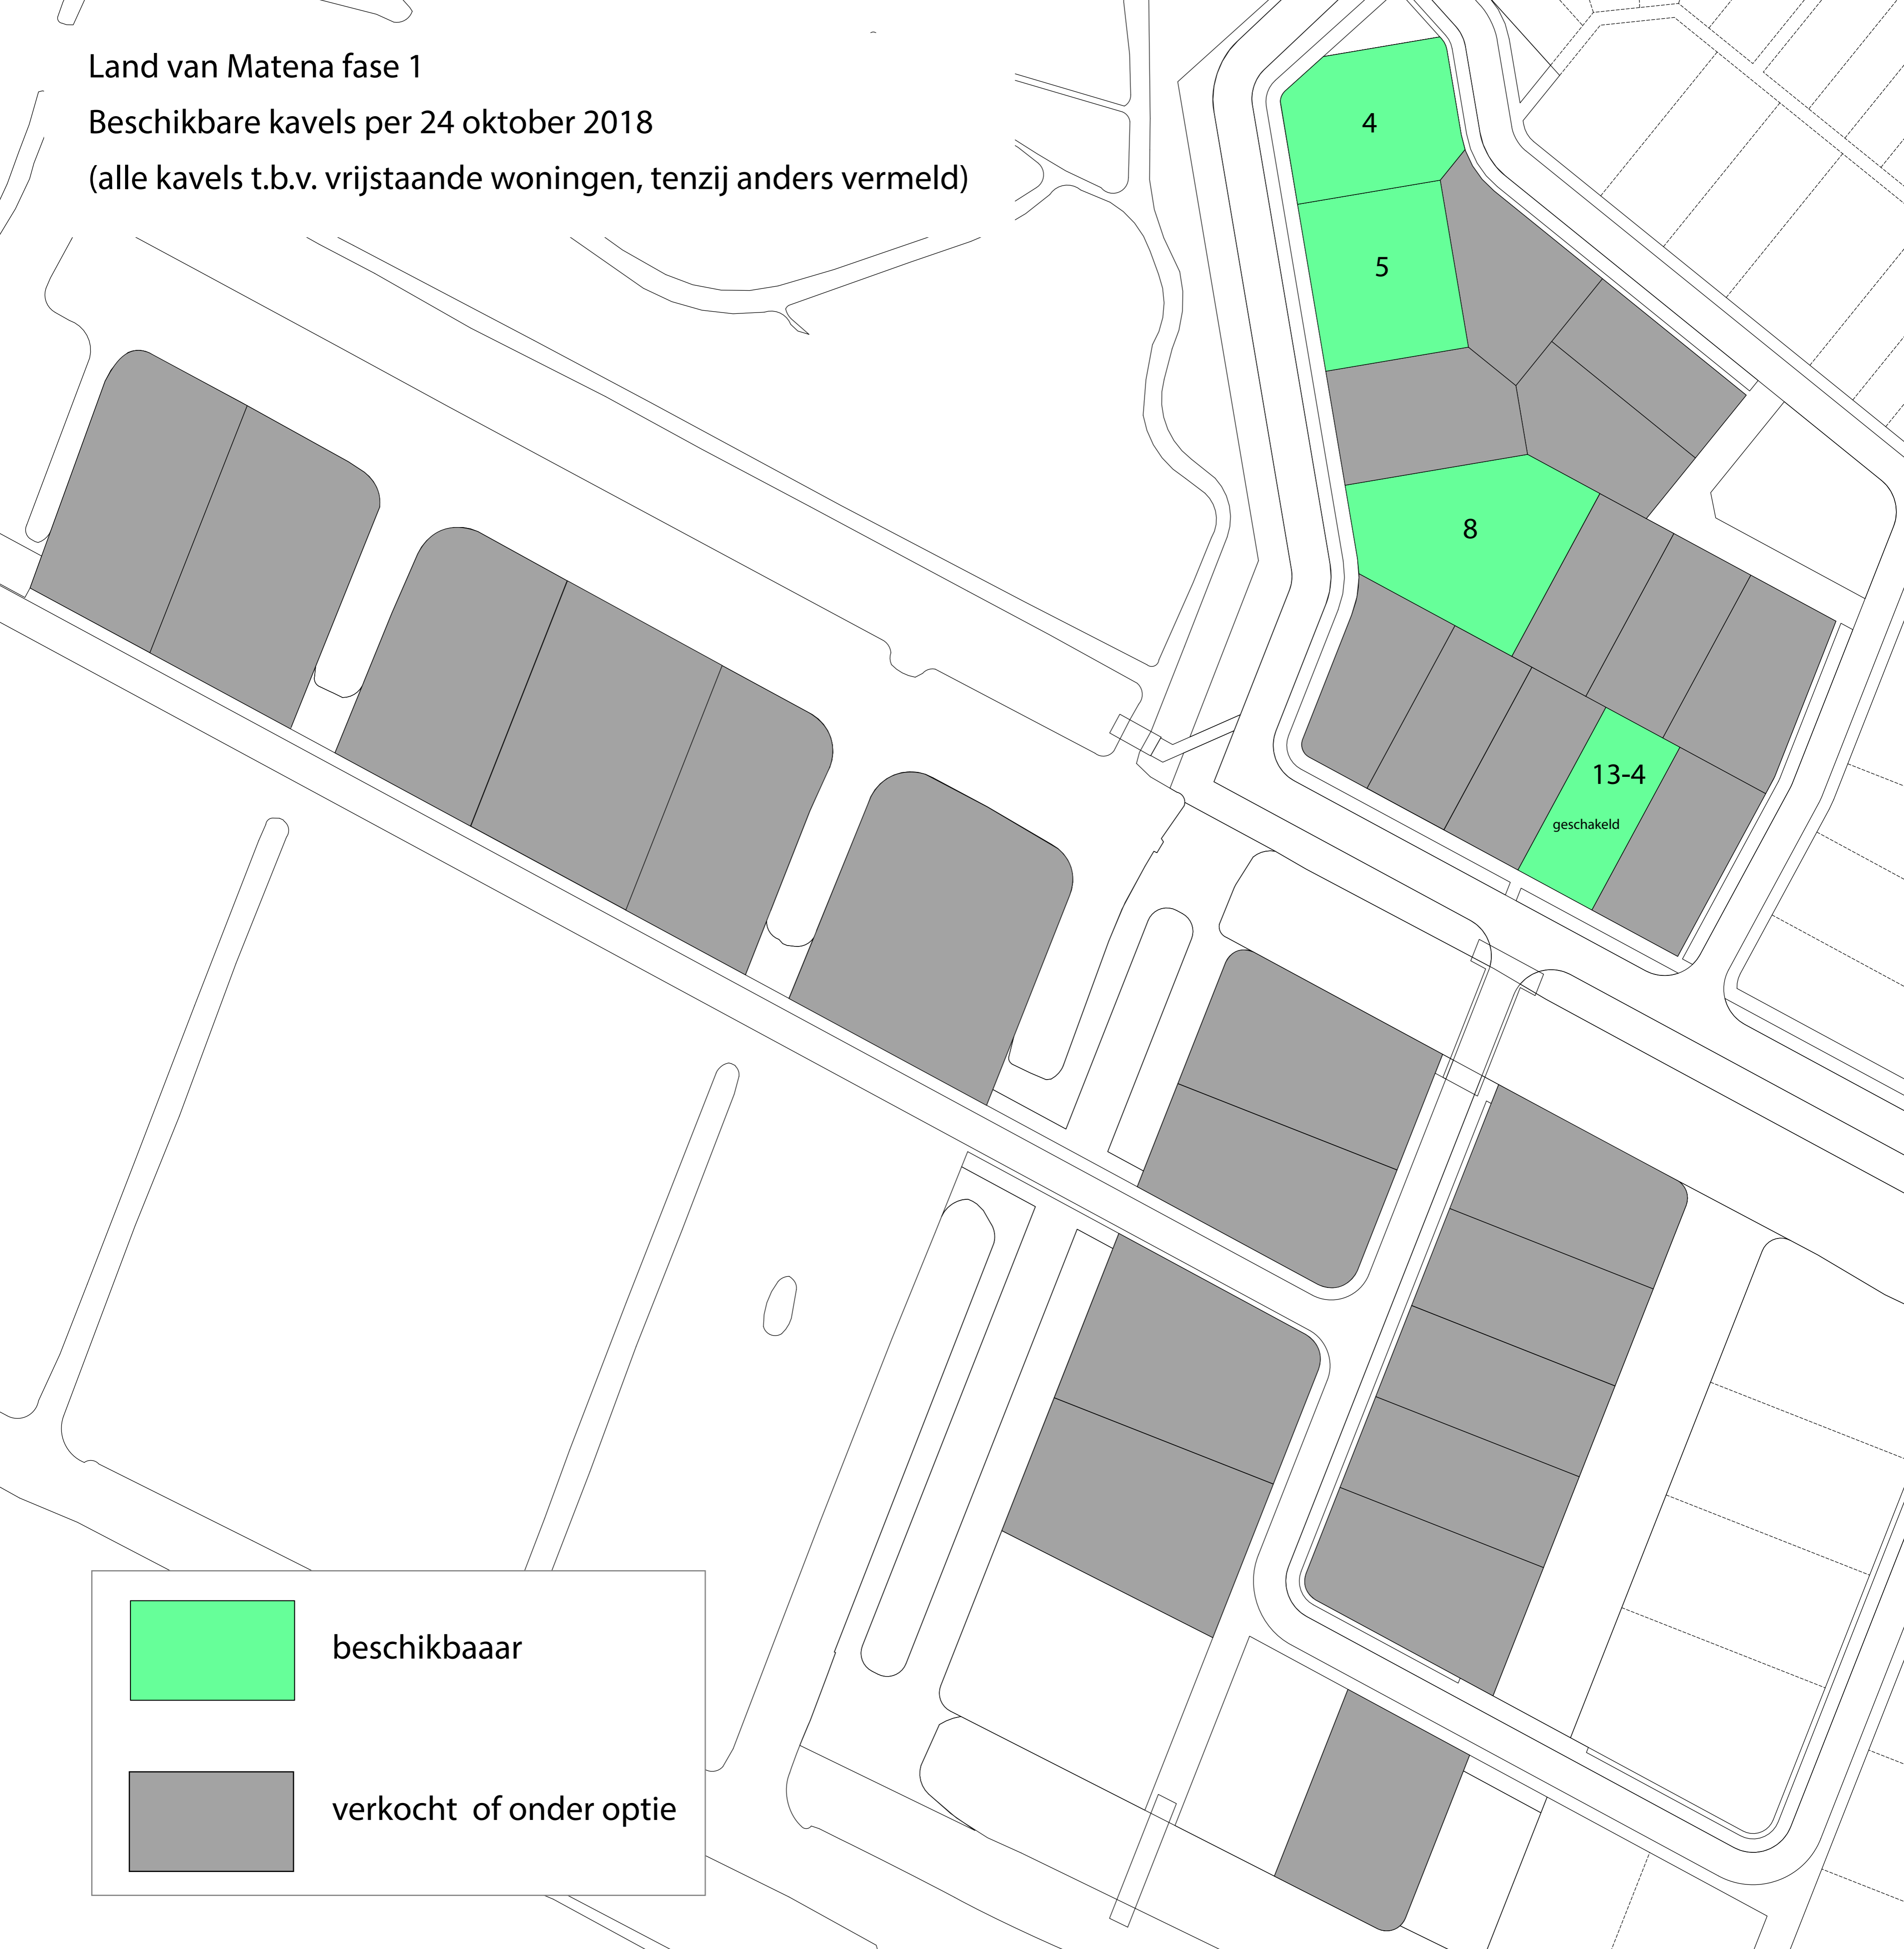 Land van Matena fase 1
Beschikbare kavels per 24 oktober 2018
(alle kavels t.b.v. vrijstaande woningen, tenzij anders vermeld)
4
5
8
13-4
geschakeld
beschikbaaar
verkocht of onder optie